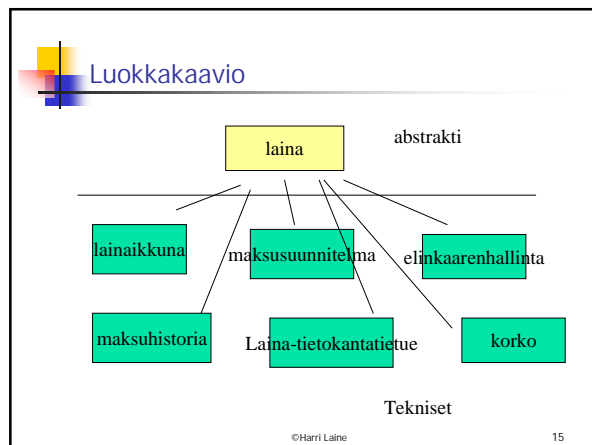 Luokkakaavio
abstrakti
laina
lainaikkuna
maksusuunnitelma
elinkaarenhallinta
maksuhistoria
Laina-tietokantatietue
korko
Tekniset
©Harri Laine
15